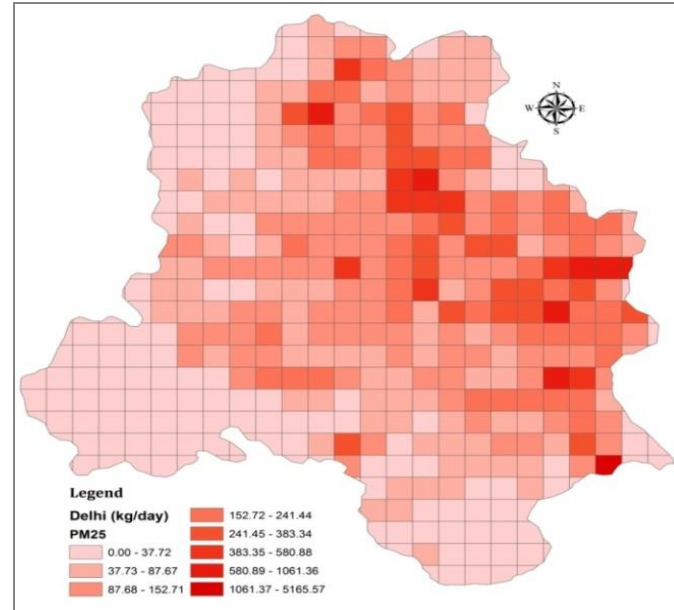 N
W E
S
Legend
Delhi (kg/day)
PM25
0.00 - 37.72
37.73 - 87.67
87.68 - 152.71
152.72 - 241.44
241.45 - 383.34
383.35 - 580.88
580.89 - 1061.36
1061.37 - 5165.57